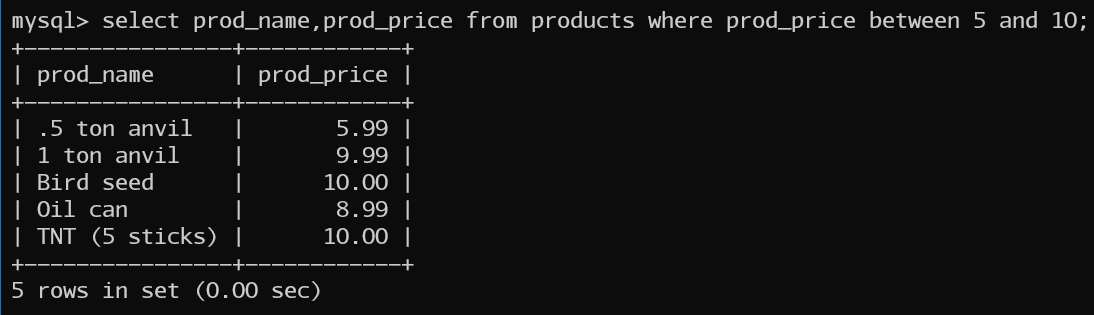 mysql> select prod_name,prod_price from products where prod_price between 5 and 10;
+----------------+------------+
| prod_name      | prod_price |
+----------------+------------+
| .5 ton anvil   |       5.99 |
| 1 ton anvil    |       9.99 |
| Bird seed      |      10.00 |
| Oil can        |       8.99 |
| TNT (5 sticks) |      10.00 |
+----------------+------------+
5 rows in set (0.00 sec)